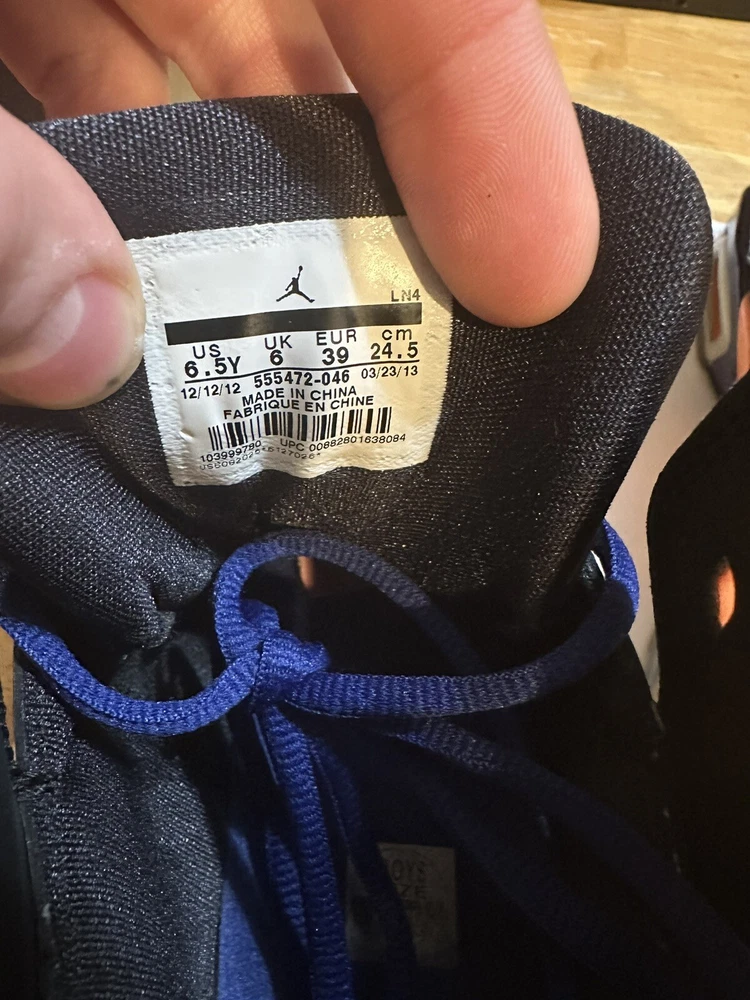 LN4
US UK EUR cm
6.5Y 6 39 24.5
12/12/12 555472-046 03/23/13
MADE IN CHINA
FABRIQUE EN CHINE
103999780 UPC 00882801638084